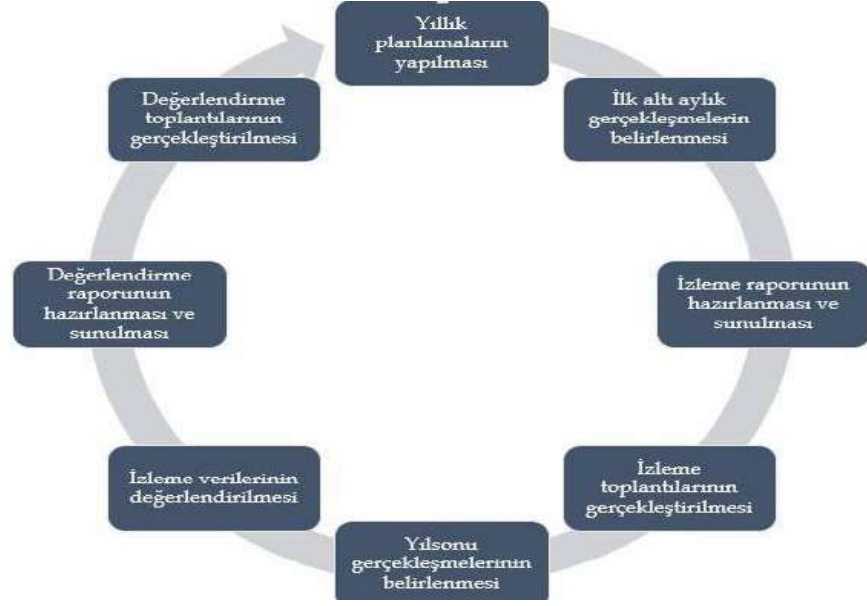 Yıllık
planlamaların
yapılması
İlk altı aylık
gerçekleşmelerin
belirlenmesi
İzleme raporunun
hazırlanması ve
sunulması
İzleme
toplantılarının
gerçekleştirilmesi
Yılsonu
gerçekleşmelerinin
belirlenmesi
İzleme verilerinin
değerlendirilmesi
Değerlendirme
raporunun
hazırlanması ve
sunulması
Değerlendirme
toplantılarının
gerçekleştirilmesi